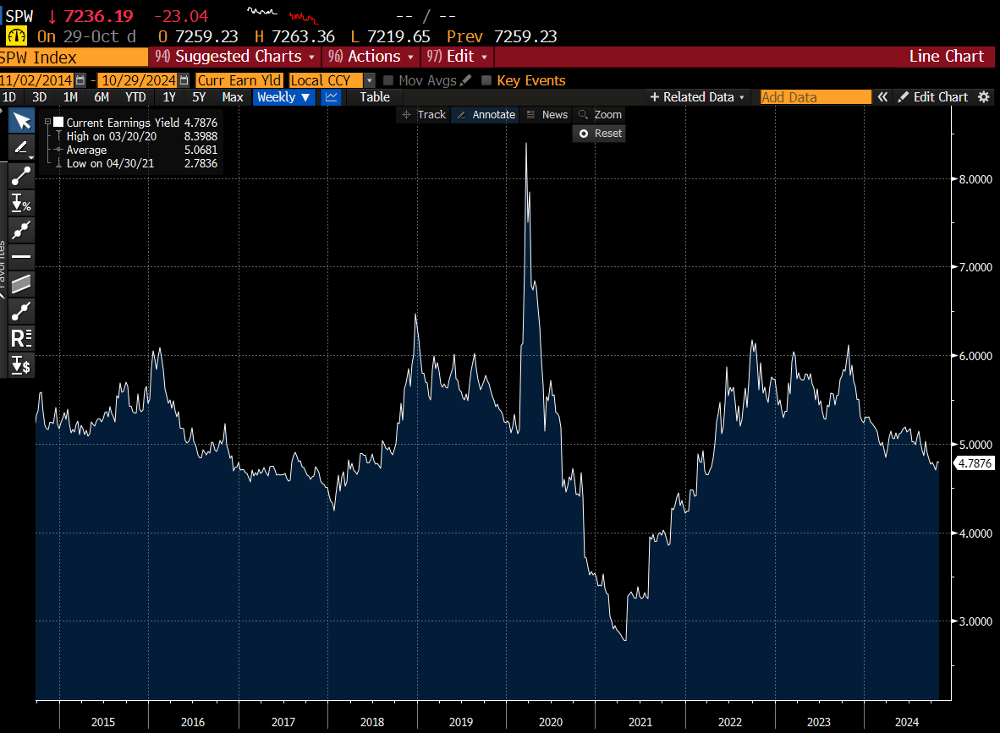 SPW ↓ 7236.19 -23.04 -- / --
On 29-Oct d O 7259.23 H 7263.36 L 7219.65 Prev 7259.23
SPW Index 94) Suggested Charts 96) Actions 97) Edit Line Chart
11/02/2014 - 10/29/2024 Curr Earn Yld Local CCY Mov Avgs Key Events
1D 3D 1M 6M YTD 1Y 5Y Max Weekly ▼ Table + Related Data Add Data « Edit Chart
Track Annotate News Zoom
Reset
Current Earnings Yield 4.7876
High on 03/20/20 8.3988
Average 5.0681
Low on 04/30/21 2.7836
%
R
$
Favorites
8.0000
7.0000
6.0000
5.0000
4.7876
4.0000
3.0000
2015 2016 2017 2018 2019 2020 2021 2022 2023 2024